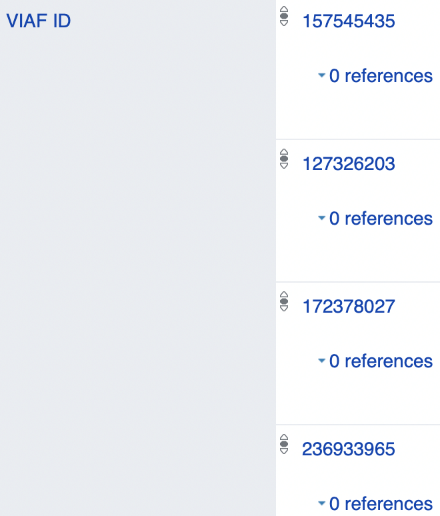 VIAF ID
157545435
0 references
127326203
0 references
172378027
0 references
236933965
0 references